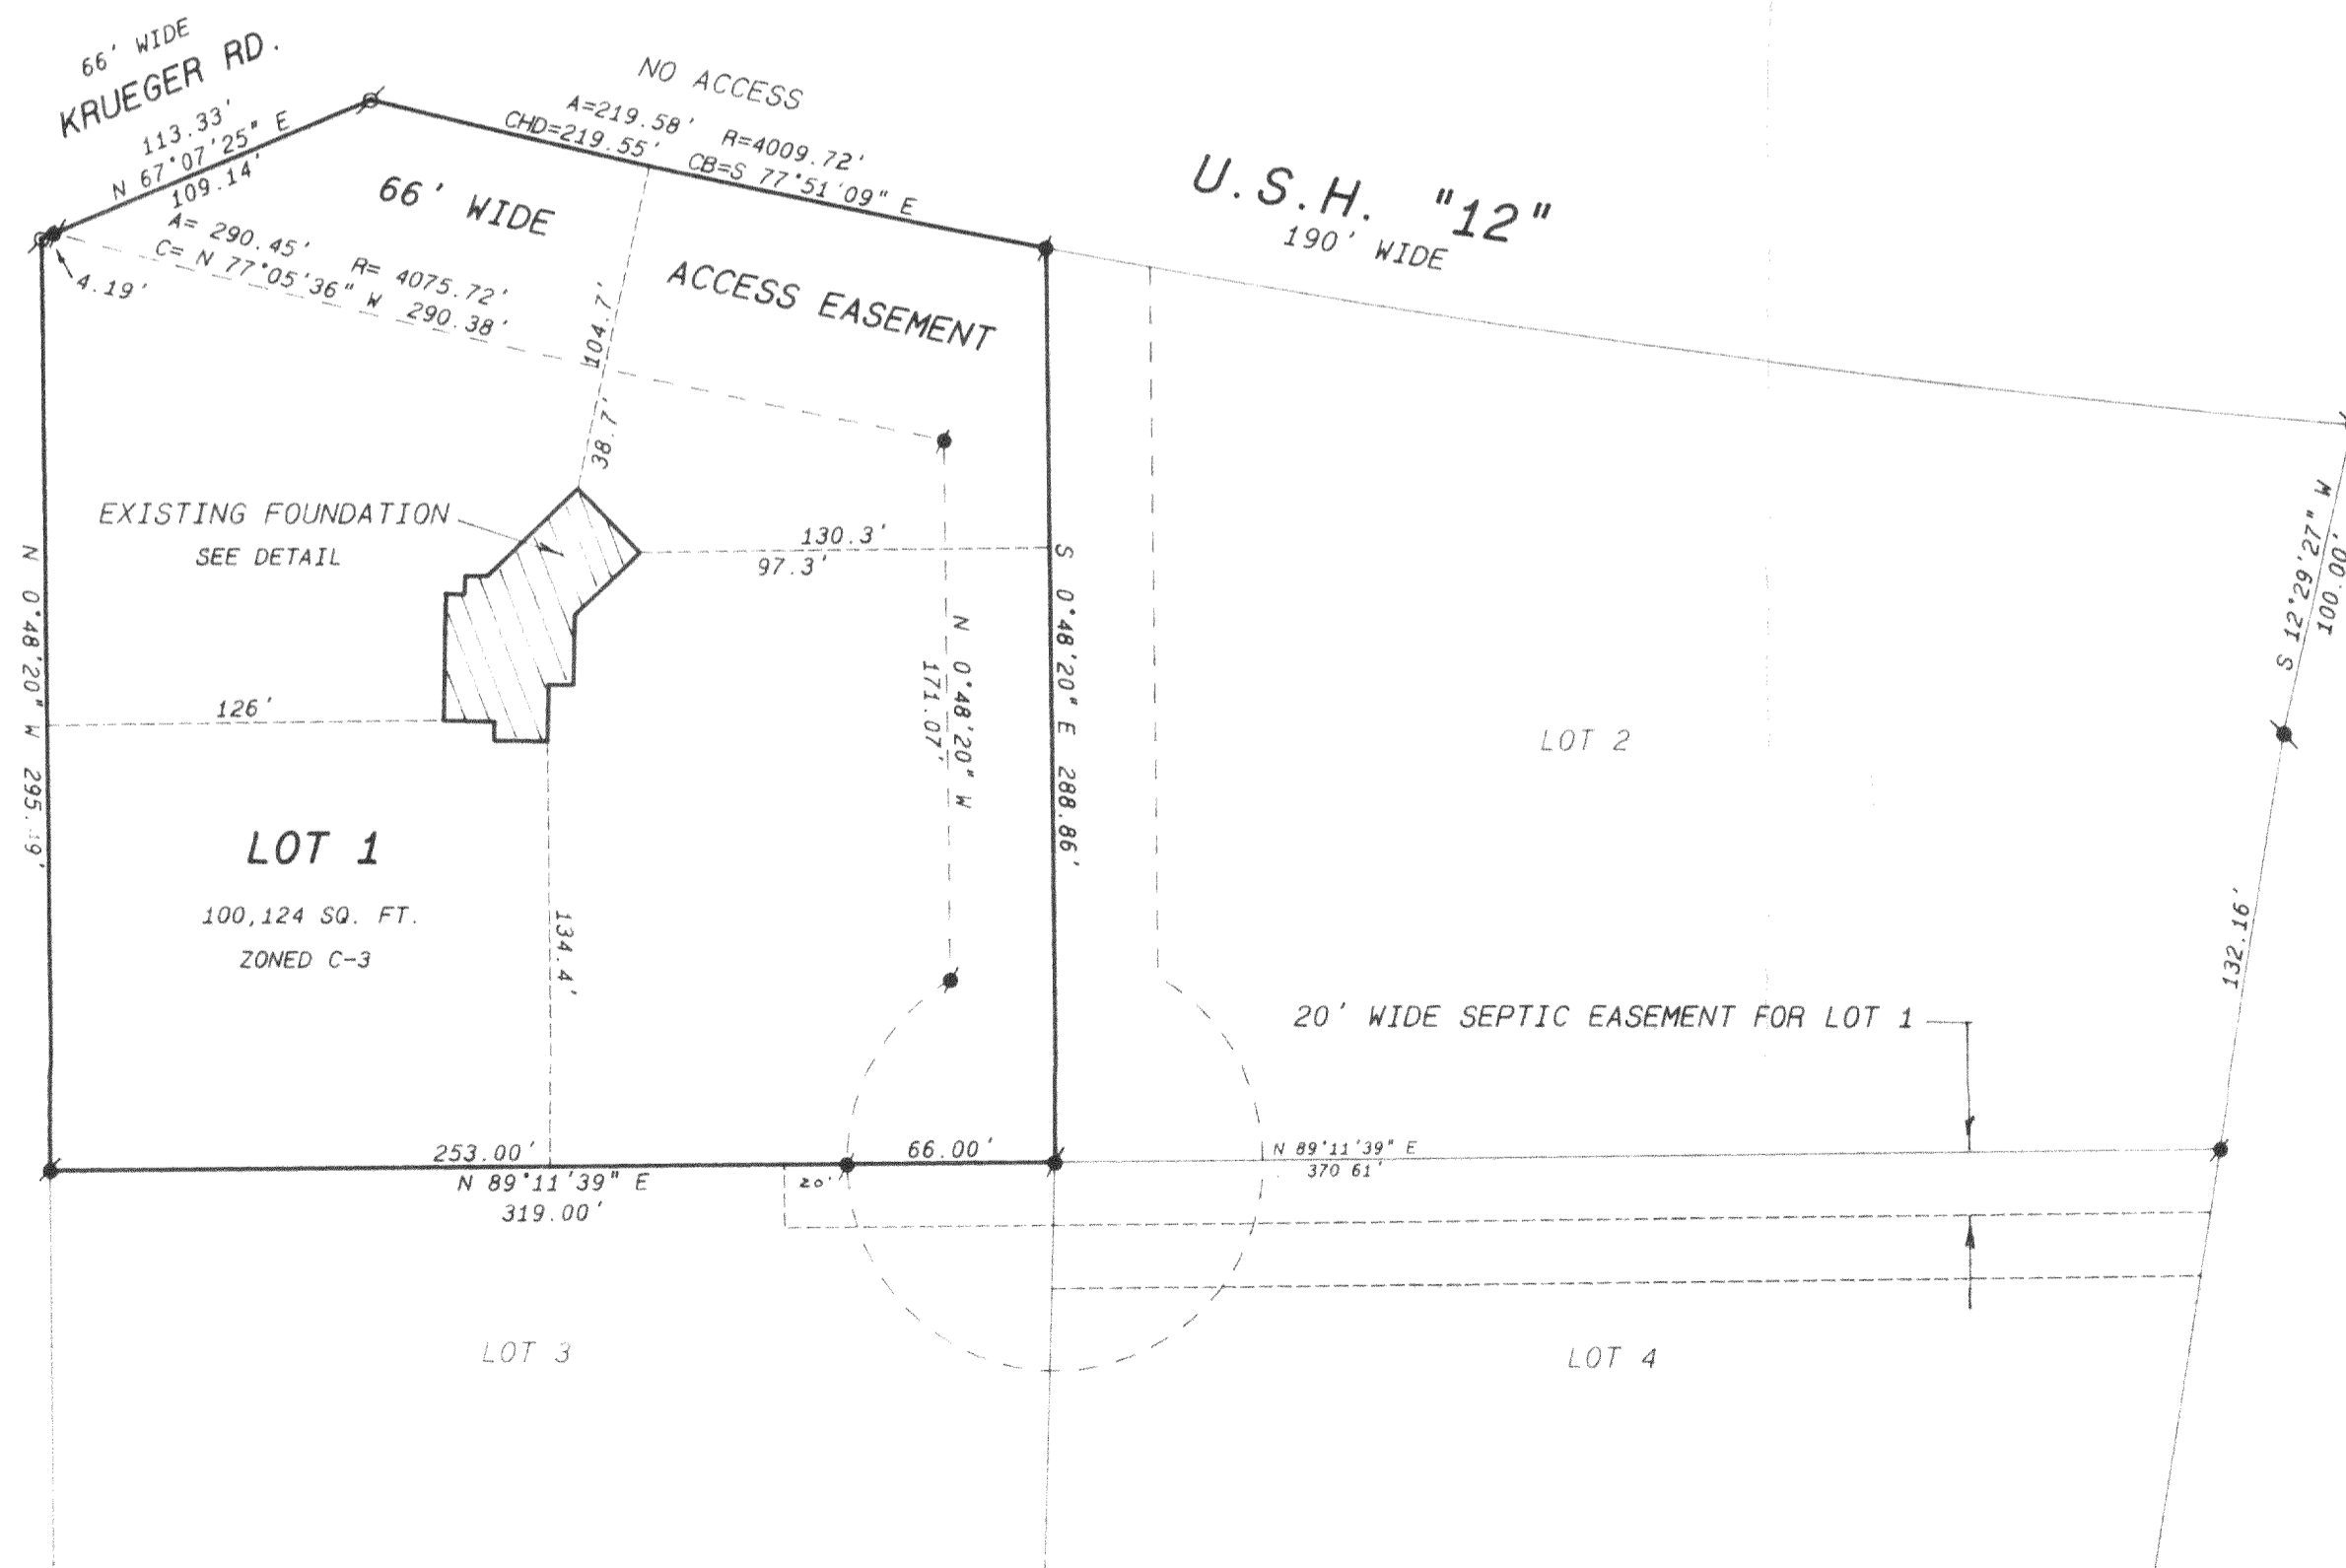 66' WIDE
KRUEGER RD.
113.33'
N 67°07'25" E
109.14'
NO ACCESS
A=219.58' R=4009.72'
CHD=219.55' CB=S 77°51'09" E
U.S.H. "12"
190' WIDE
66' WIDE
ACCESS EASEMENT
A= 290.45' R= 4075.72'
C= N 77°05'36" W 290.38'
4.19'
104.7'
38.7'
EXISTING FOUNDATION
SEE DETAIL
130.3'
97.3'
N 0°48'20" W
171.07'
S 0°48'20" E 288.86'
N 0°48'20" W
126'
S 12°29'27" W
100.00'
LOT 2
LOT 1
100,124 SQ. FT.
ZONED C-3
134.4'
132.16'
20' WIDE SEPTIC EASEMENT FOR LOT 1
253.00'
66.00'
N 89°11'39" E
319.00'
20'
N 89°11'39" E
370 61'
LOT 3
LOT 4